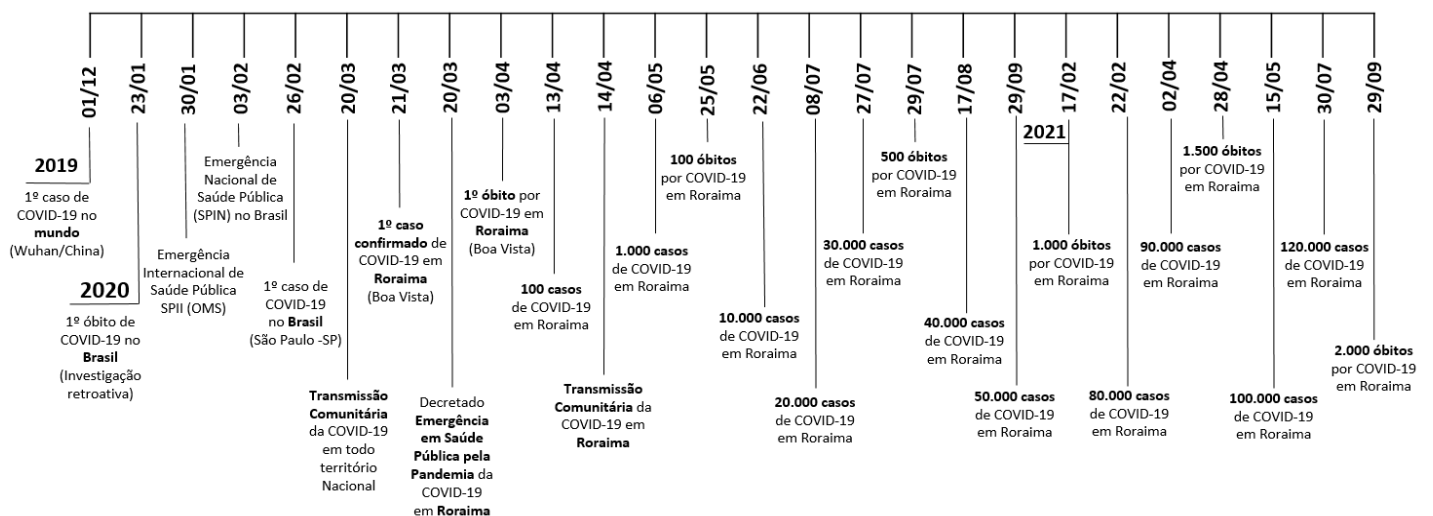 01/12
23/01
30/01
03/02
26/02
20/03
21/03
20/03
03/04
13/04
14/04
06/05
25/05
22/06
08/07
27/07
29/07
17/08
29/09
17/02
22/02
02/04
28/04
15/05
30/07
29/09
2019
1º caso de
COVID-19 no
mundo
(Wuhan/China)
2020
1º óbito de
COVID-19 no
Brasil
(Investigação
retroativa)
Emergência
Internacional de
Saúde Pública
SPII (OMS)
Emergência
Nacional de
Saúde Pública
(SPIN) no Brasil
1º caso de
COVID-19
no Brasil
(São Paulo -SP)
Transmissão
Comunitária
da COVID-19
em todo
território
Nacional
1º caso
confirmado de
COVID-19 em
Roraima
(Boa Vista)
Decretado
Emergência
em Saúde
Pública pela
Pandemia da
COVID-19
em Roraima
1º óbito por
COVID-19 em
Roraima
(Boa Vista)
100 casos
de COVID-19
em Roraima
Transmissão
Comunitária da
COVID-19 em
Roraima
1.000 casos
de COVID-19
em Roraima
100 óbitos
por COVID-19
em Roraima
10.000 casos
de COVID-19
em Roraima
20.000 casos
de COVID-19
em Roraima
30.000 casos
de COVID-19
em Roraima
500 óbitos
por COVID-19
em Roraima
40.000 casos
de COVID-19
em Roraima
50.000 casos
de COVID-19
em Roraima
2021
1.000 óbitos
por COVID-19
em Roraima
80.000 casos
de COVID-19
em Roraima
90.000 casos
de COVID-19
em Roraima
1.500 óbitos
por COVID-19
em Roraima
100.000 casos
de COVID-19
em Roraima
120.000 casos
de COVID-19
em Roraima
2.000 óbitos
por COVID-19
em Roraima